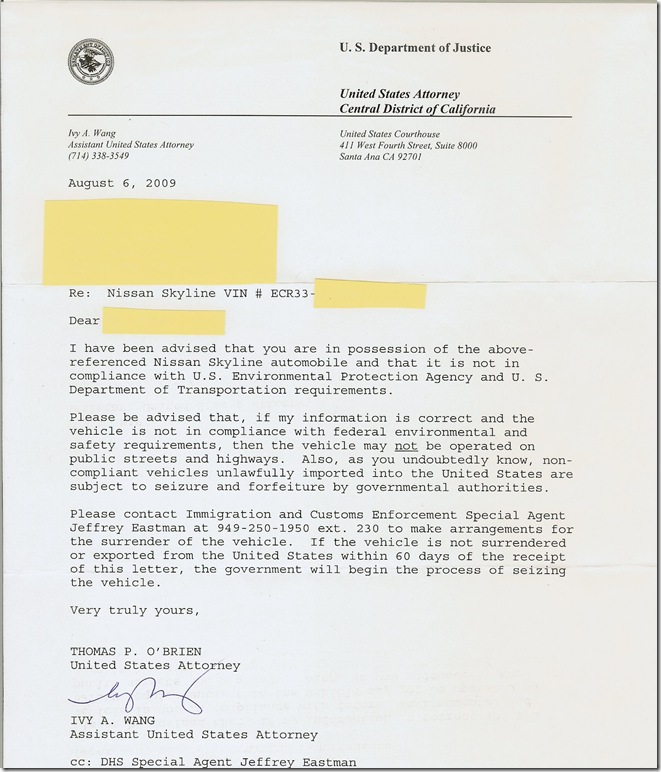 U. S. Department of Justice
United States Attorney
Central District of California
Ivy A. Wang
Assistant United States Attorney
(714) 338-3549
United States Courthouse
411 West Fourth Street, Suite 8000
Santa Ana CA 92701
August 6, 2009
Re: Nissan Skyline VIN # ECR33-
Dear
I have been advised that you are in possession of the above-
referenced Nissan Skyline automobile and that it is not in
compliance with U.S. Environmental Protection Agency and U. S.
Department of Transportation requirements.
Please be advised that, if my information is correct and the
vehicle is not in compliance with federal environmental and
safety requirements, then the vehicle may not be operated on
public streets and highways. Also, as you undoubtedly know, non-
compliant vehicles unlawfully imported into the United States are
subject to seizure and forfeiture by governmental authorities.
Please contact Immigration and Customs Enforcement Special Agent
Jeffrey Eastman at 949-250-1950 ext. 230 to make arrangements for
the surrender of the vehicle. If the vehicle is not surrendered
or exported from the United States within 60 days of the receipt
of this letter, the government will begin the process of seizing
the vehicle.
Very truly yours,
THOMAS P. O'BRIEN
United States Attorney
IVY A. WANG
Assistant United States Attorney
cc: DHS Special Agent Jeffrey Eastman